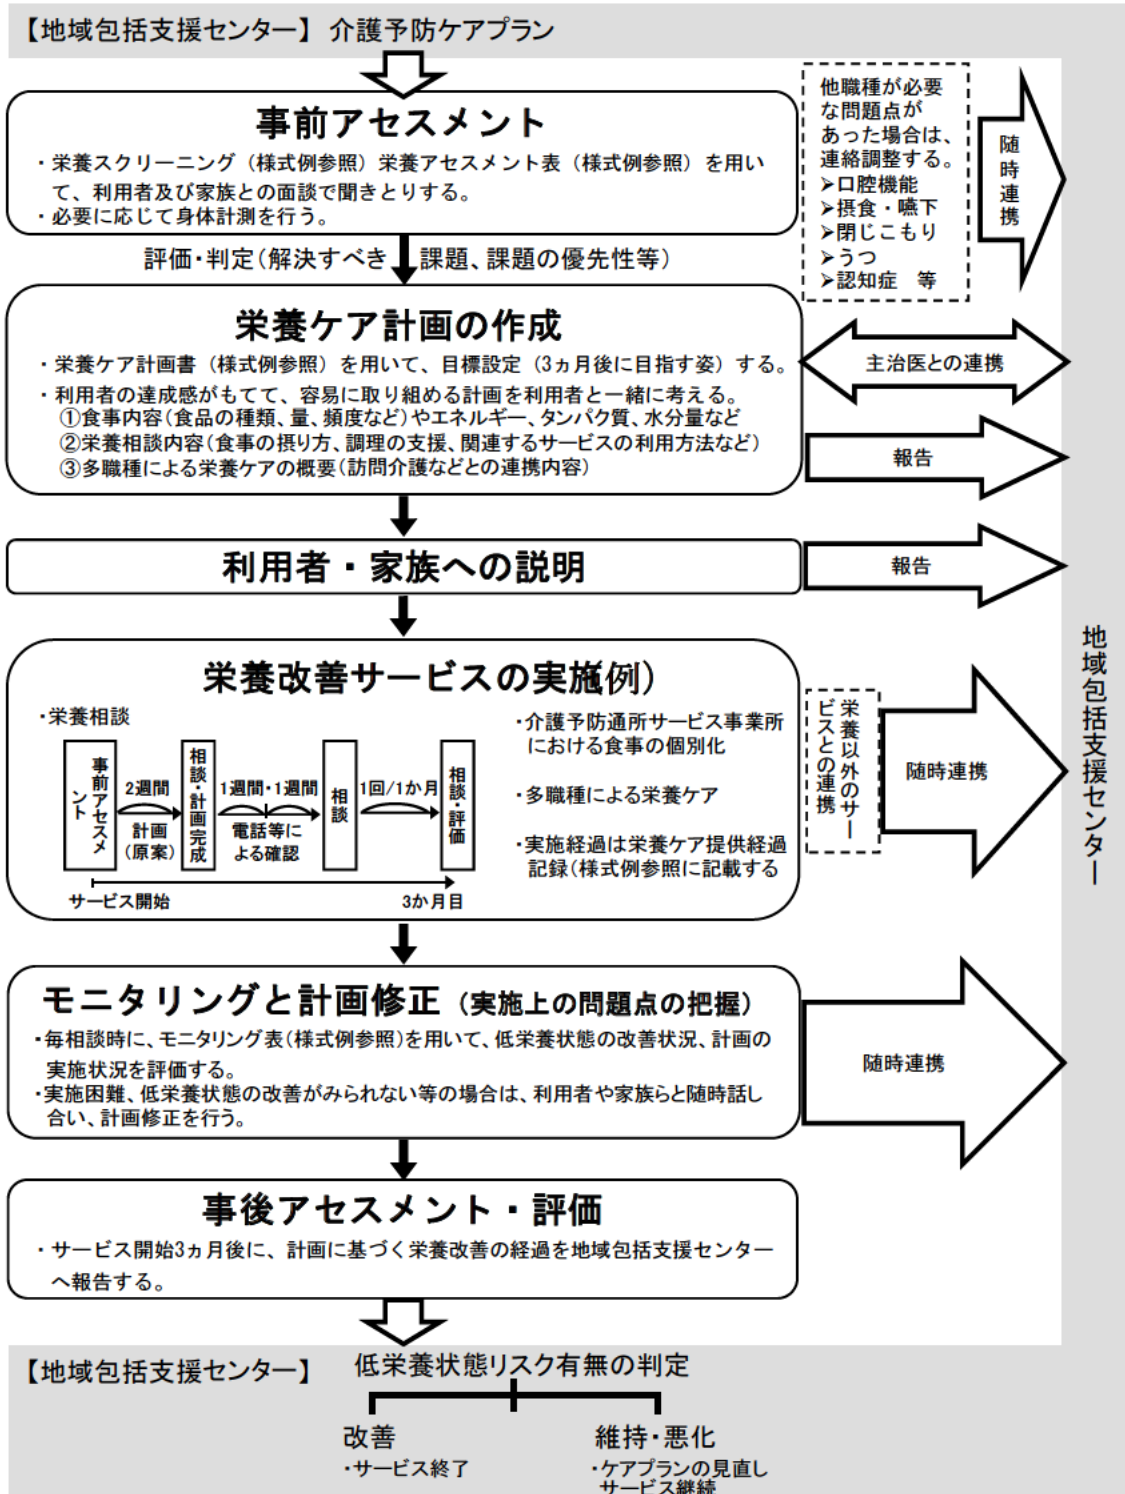 【地域包括支援センター】 介護予防ケアプラン
事前アセスメント
・栄養スクリーニング（様式例参照）栄養アセスメント表（様式例参照）を用い
て、利用者及び家族との面談で聞きとりする。
・必要に応じて身体計測を行う。
他職種が必要
な問題点が
あった場合は、
連絡調整する。
➢口腔機能
➢摂食・嚥下
➢閉じこもり
➢うつ
➢認知症　等
随時連携
評価・判定（解決すべき 課題、課題の優先性等）
栄養ケア計画の作成
・栄養ケア計画書（様式例参照）を用いて、目標設定（3ヵ月後に目指す姿）する。
・利用者の達成感がもてて、容易に取り組める計画を利用者と一緒に考える。
①食事内容（食品の種類、量、頻度など）やエネルギー、タンパク質、水分量など
②栄養相談内容（食事の摂り方、調理の支援、関連するサービスの利用方法など）
③多職種による栄養ケアの概要（訪問介護などとの連携内容）
主治医との連携
報告
利用者・家族への説明
報告
栄養改善サービスの実施例）
・栄養相談
事前アセスメ
ント
2週間
計画
（原案）
相談・計画完成
1週間・1週間
電話等に
よる確認
相談
1回/1か月
相談・評価
サービス開始
3か月目
・介護予防通所サービス事業所
における食事の個別化
・多職種による栄養ケア
・実施経過は栄養ケア提供経過
記録（様式例参照に記載する
栄養以外のサー
ビスとの連携
随時連携
地域包括支援センター
モニタリングと計画修正（実施上の問題点の把握）
・毎相談時に、モニタリング表（様式例参照）を用いて、低栄養状態の改善状況、計画の
実施状況を評価する。
・実施困難、低栄養状態の改善がみられない等の場合は、利用者や家族らと随時話し
合い、計画修正を行う。
随時連携
事後アセスメント・評価
・サービス開始3ヵ月後に、計画に基づく栄養改善の経過を地域包括支援センター
へ報告する。
【地域包括支援センター】 低栄養状態リスク有無の判定
改善
・サービス終了
維持・悪化
・ケアプランの見直し
サービス継続